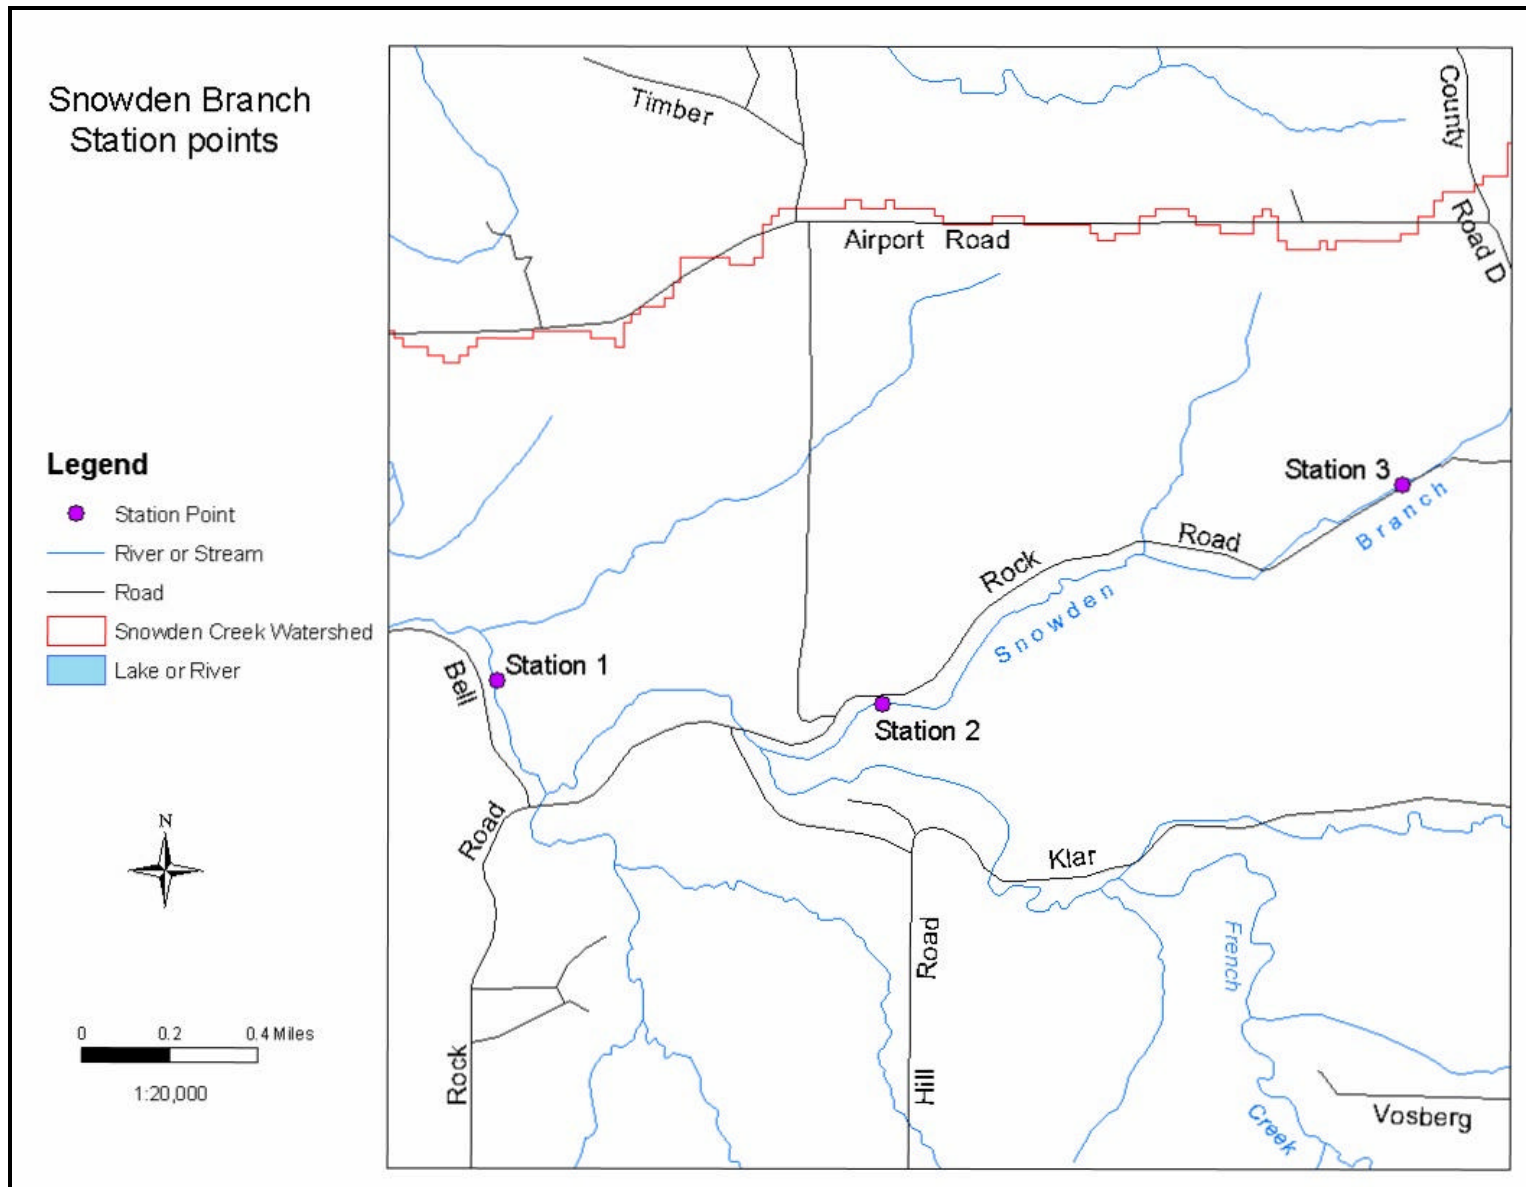 Snowden Branch
Station points
Legend
Station Point
River or Stream
Road
Snowden Creek Watershed
Lake or River
N
0 0.2 0.4 Miles
1:20,000
Timber
County
Road D
Airport Road
Station 3
Branch
Rock Road
Snowden
Station 1
Bell
Station 2
Road
Klar
Road
French
Rock
Hill
Creek
Vosberg